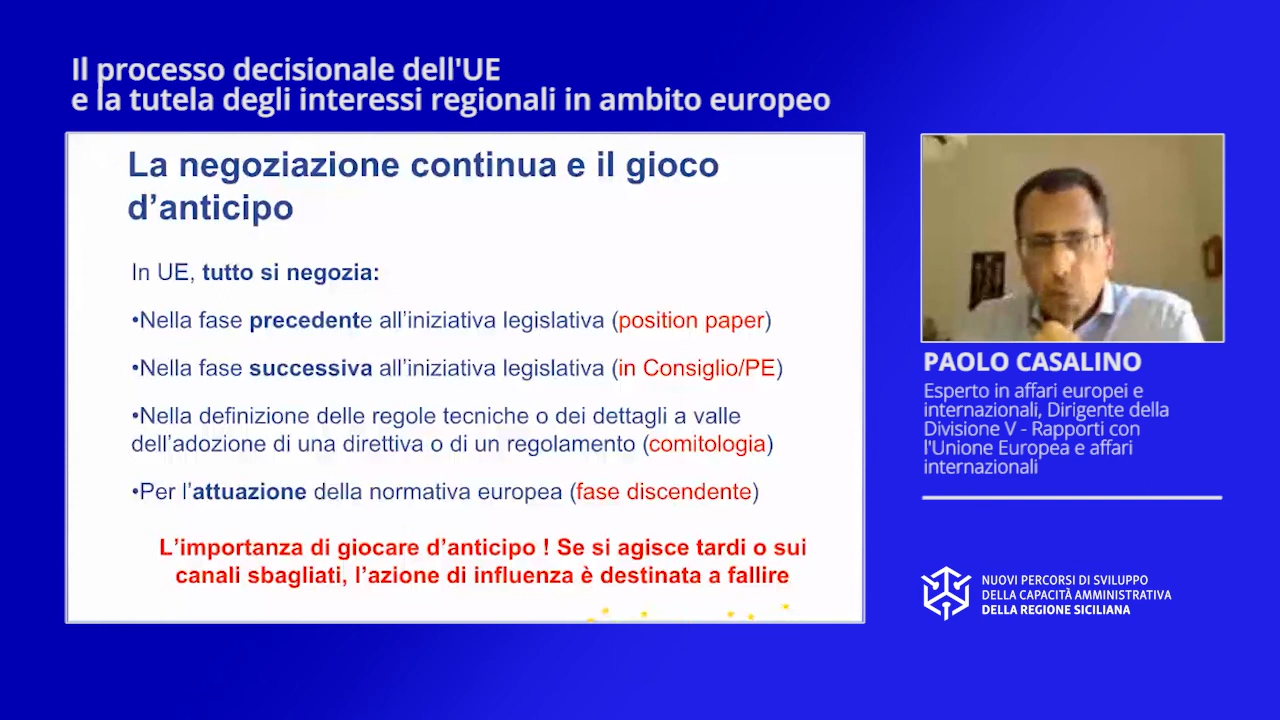 Il processo decisionale dell'UE
e la tutela degli interessi regionali in ambito europeo
La negoziazione continua e il gioco
d’anticipo
In UE, tutto si negozia:
•Nella fase precedente all’iniziativa legislativa (position paper)
•Nella fase successiva all’iniziativa legislativa (in Consiglio/PE)
•Nella definizione delle regole tecniche o dei dettagli a valle
dell’adozione di una direttiva o di un regolamento (comitologia)
•Per l’attuazione della normativa europea (fase discendente)
L’importanza di giocare d’anticipo ! Se si agisce tardi o sui
canali sbagliati, l’azione di influenza è destinata a fallire
PAOLO CASALINO
Esperto in affari europei e
internazionali, Dirigente della
Divisione V - Rapporti con
l'Unione Europea e affari
internazionali
NUOVI PERCORSI DI SVILUPPO
DELLA CAPACITÀ AMMINISTRATIVA
DELLA REGIONE SICILIANA